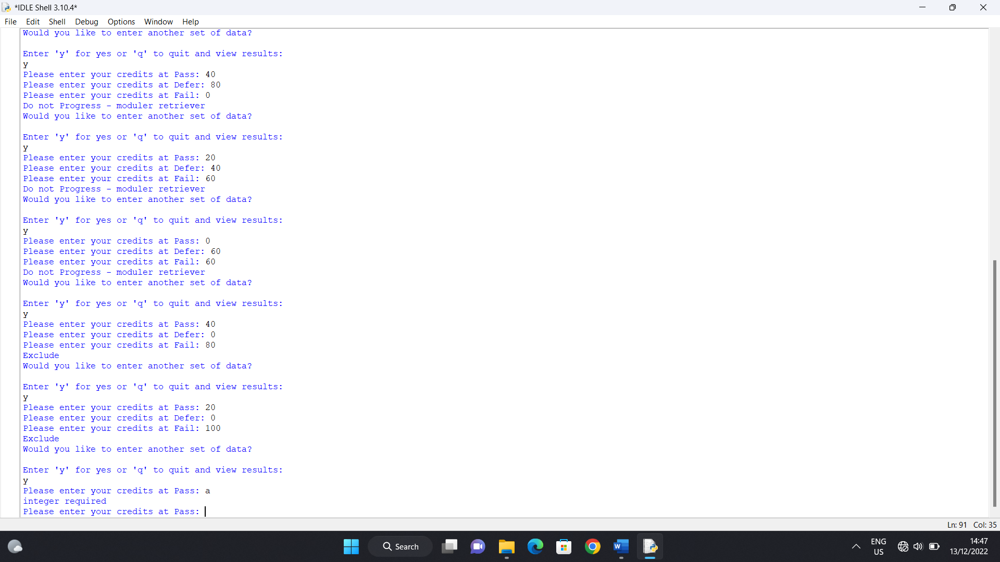 *IDLE Shell 3.10.4*
File Edit Shell Debug Options Window Help
Would you like to enter another set of data?
Enter 'y' for yes or 'q' to quit and view results:
y
Please enter your credits at Pass: 40
Please enter your credits at Defer: 80
Please enter your credits at Fail: 0
Do not Progress - moduler retriever
Would you like to enter another set of data?
Enter 'y' for yes or 'q' to quit and view results:
y
Please enter your credits at Pass: 20
Please enter your credits at Defer: 40
Please enter your credits at Fail: 60
Do not Progress - moduler retriever
Would you like to enter another set of data?
Enter 'y' for yes or 'q' to quit and view results:
y
Please enter your credits at Pass: 0
Please enter your credits at Defer: 60
Please enter your credits at Fail: 60
Do not Progress - moduler retriever
Would you like to enter another set of data?
Enter 'y' for yes or 'q' to quit and view results:
y
Please enter your credits at Pass: 40
Please enter your credits at Defer: 0
Please enter your credits at Fail: 80
Exclude
Would you like to enter another set of data?
Enter 'y' for yes or 'q' to quit and view results:
y
Please enter your credits at Pass: 20
Please enter your credits at Defer: 0
Please enter your credits at Fail: 100
Exclude
Would you like to enter another set of data?
Enter 'y' for yes or 'q' to quit and view results:
y
Please enter your credits at Pass: a
integer required
Please enter your credits at Pass:
Ln: 91 Col: 35
Search
W
ENG
US
14:47
13/12/2022